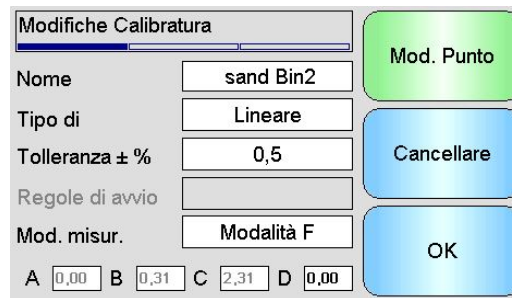 Modifiche Calibratura
Mod. Punto
Nome sand Bin2
Tipo di Lineare
Tolleranza ± % 0,5
Cancellare
Regole di avvio
Mod. misur. Modalità F
OK
A 0,00 B 0,31 C 2,31 D 0,00